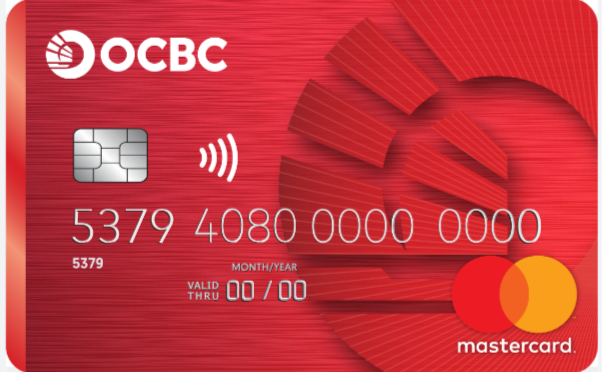 OCBC
5379 4080 0000 0000
5379
MONTH/YEAR
VALID THRU 00 / 00
mastercard.